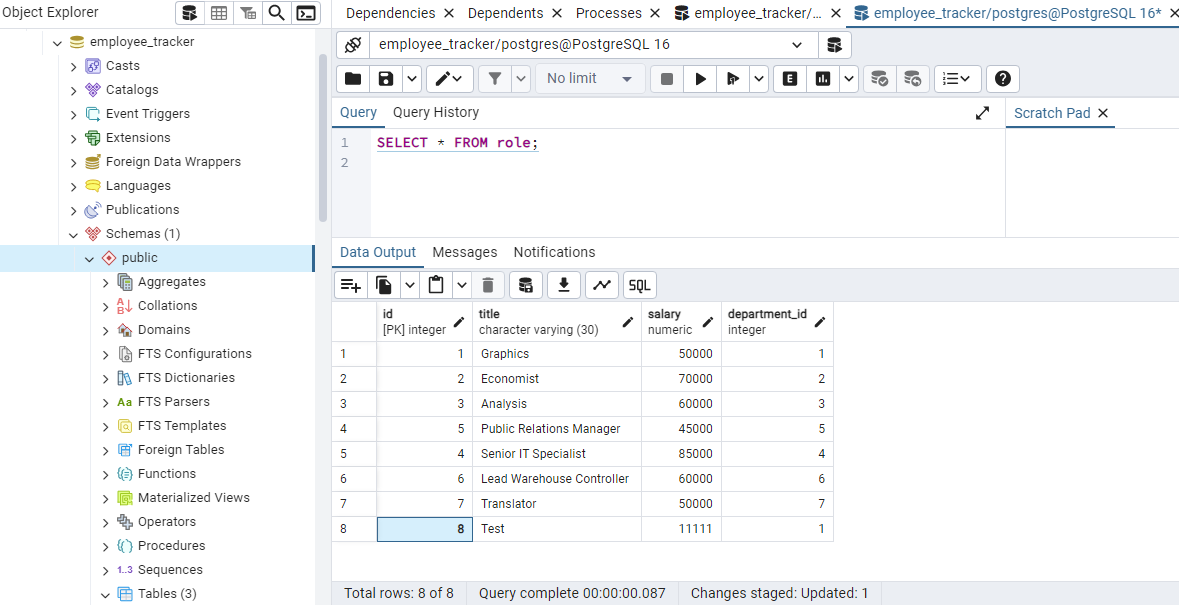 Object Explorer
employee_tracker
Casts
Catalogs
Event Triggers
Extensions
Foreign Data Wrappers
Languages
Publications
Schemas (1)
public
Aggregates
Collations
Domains
FTS Configurations
FTS Dictionaries
Aa FTS Parsers
FTS Templates
Foreign Tables
Functions
Materialized Views
Operators
Procedures
1..3 Sequences
Tables (3)
Dependencies Dependents Processes employee_tracker/... employee_tracker/postgres@PostgreSQL 16*
employee_tracker/postgres@PostgreSQL 16
No limit E
Query Query History Scratch Pad
1 SELECT * FROM role;
2
Data Output Messages Notifications
SQL
id title salary department_id
[PK] integer character varying (30) numeric integer
1 1 Graphics 50000 1
2 2 Economist 70000 2
3 3 Analysis 60000 3
4 5 Public Relations Manager 45000 5
5 4 Senior IT Specialist 85000 4
6 6 Lead Warehouse Controller 60000 6
7 7 Translator 50000 7
8 8 Test 11111 1
Total rows: 8 of 8 Query complete 00:00:00.087 Changes staged: Updated: 1